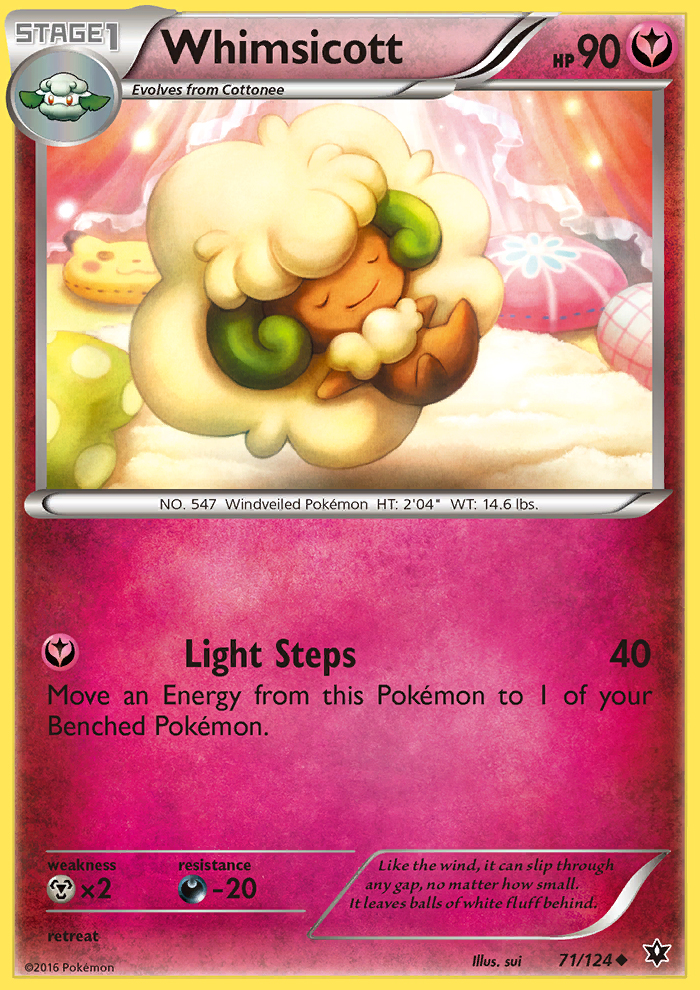 STAGE1
Whimsicott
HP 90
Evolves from Cottonee
NO. 547 Windveiled Pokémon HT: 2'04" WT: 14.6 lbs.
Light Steps 40
Move an Energy from this Pokémon to 1 of your
Benched Pokémon.
weakness
×2
resistance
-20
retreat
Like the wind, it can slip through
any gap, no matter how small.
It leaves balls of white fluff behind.
Illus. sui
71/124
©2016 Pokémon